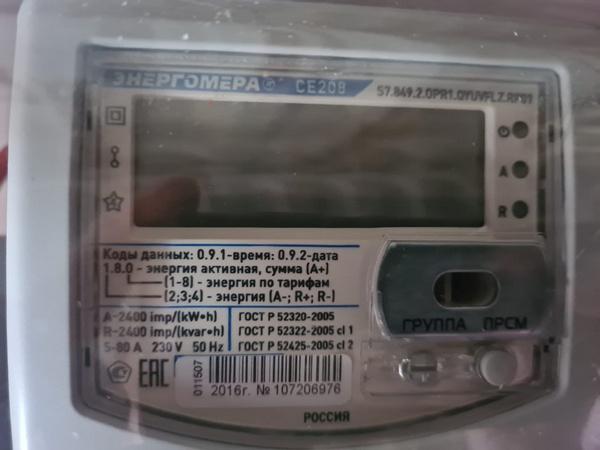 ЭНЕРГОМЕРА CE208
S7.849.2.OPR1.QYUVFLZ.RF01
A
R
Коды данных: 0.9.1-время: 0.9.2-дата
1.8.0 - энергия активная, сумма (A+)
(1-8) - энергия по тарифам
(2;3;4) - энергия (A-; R+; R-)
A-2400 imp/(kW•h)
R-2400 imp/(kvar•h)
5-80 A 230 V 50 Hz
ГОСТ Р 52320-2005
ГОСТ Р 52322-2005 cl 1
ГОСТ Р 52425-2005 cl 2
ГРУППА ПРСМ
EAC
011507
2016г. № 107206976
РОССИЯ